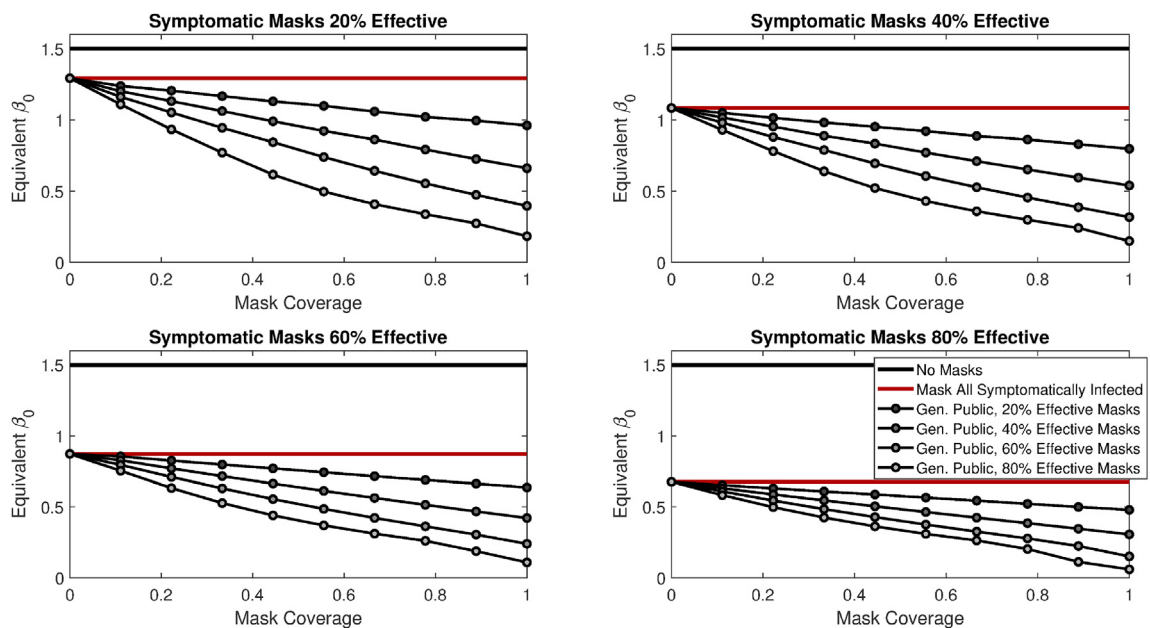 Symptomatic Masks 20% Effective
1.5
1
0.5
0
Equivalent β0
0 0.2 0.4 0.6 0.8 1
Mask Coverage
Symptomatic Masks 40% Effective
1.5
1
0.5
0
Equivalent β0
0 0.2 0.4 0.6 0.8 1
Mask Coverage
Symptomatic Masks 60% Effective
1.5
1
0.5
0
Equivalent β0
0 0.2 0.4 0.6 0.8 1
Mask Coverage
Symptomatic Masks 80% Effective
1.5
1
0.5
0
Equivalent β0
No Masks
Mask All Symptomatically Infected
Gen. Public, 20% Effective Masks
Gen. Public, 40% Effective Masks
Gen. Public, 60% Effective Masks
Gen. Public, 80% Effective Masks
0 0.2 0.4 0.6 0.8 1
Mask Coverage